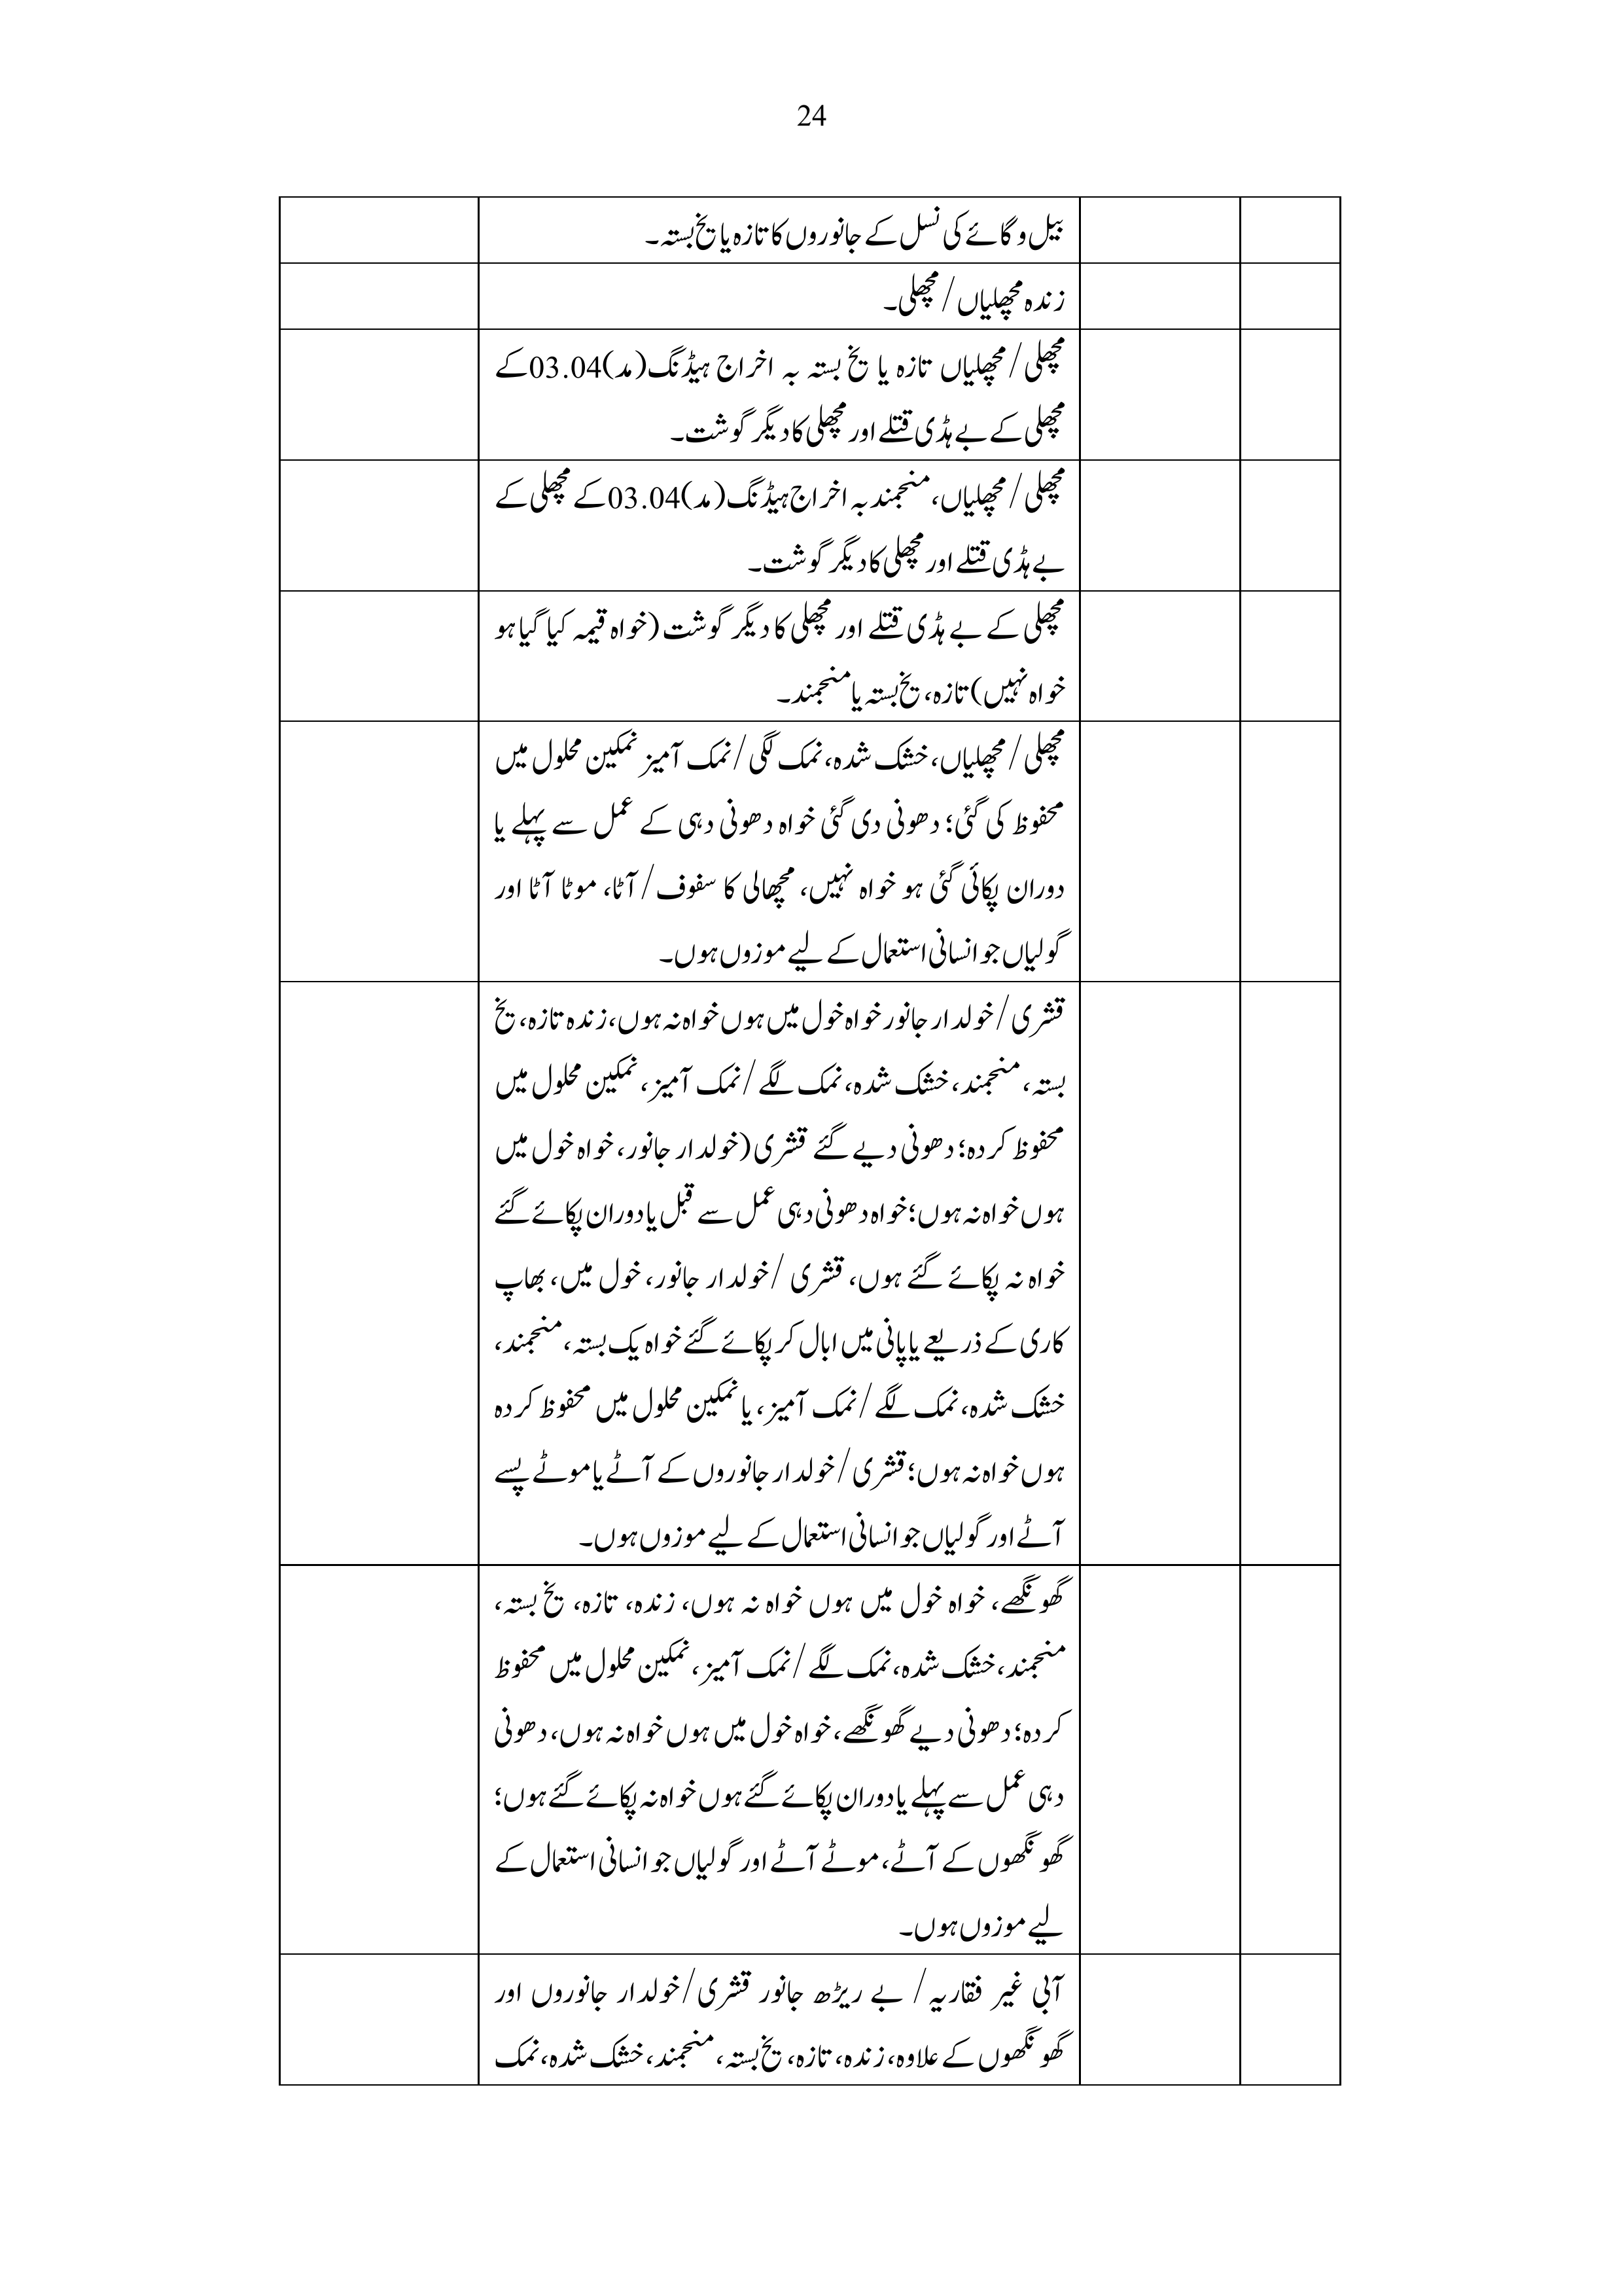 24
بیل و گائے کی نسل کے جانوروں کا تازہ یا یخ بستہ۔
زندہ مچھلیاں/مچھلی۔
مچھلی/مچھلیاں تازہ یا یخ بستہ بہ اخراج ہیڈنگ(مد)03.04کے
مچھلی کے بے ہڈی قتلے اور مچھلی کا دیگر گوشت۔
مچھلی/مچھلیاں، منجمند بہ اخراج ہیڈنگ(مد)03.04کے مچھلی کے
بے ہڈی قتلے اور مچھلی کا دیگر گوشت۔
مچھلی کے بے ہڈی قتلے اور مچھلی کا دیگر گوشت (خواہ قیمہ کیا گیا ہو
خواہ نہیں) تازہ، یخ بستہ یا منجمند۔
مچھلی/مچھلیاں، خشک شدہ، نمک لگی/نمک آمیز نمکین محلول میں
محفوظ کی گئی؛ دھونی دی گئی خواہ دھونی دہی کے عمل سے پہلے یا
دوران پکائی گئی ہو خواہ نہیں، مچھالی کا سفوف/آٹا، موٹا آٹا اور
گولیاں جو انسانی استعمال کے لیے موزوں ہوں۔
قشری/خولدار جانور خواہ خول میں ہوں خواہ نہ ہوں، زندہ تازہ، یخ
بستہ، منجمند، خشک شدہ، نمک لگے/نمک آمیز، نمکین محلول میں
محفوظ کردہ؛ دھونی دیے گئے قشری(خولدار جانور، خواہ خول میں
ہوں خواہ نہ ہوں؛ خواہ دھونی دہی عمل سے قبل یا دوران پکائے گئے
خواہ نہ پکائے گئے ہوں، قشری/خولدار جانور، خول میں، بھاپ
کاری کے ذریعے یا پانی میں ابال کر پکائے گئے خواہ یک بستہ، منجمند،
خشک شدہ، نمک لگے/نمک آمیز، یا نمکین محلول میں محفوظ کردہ
ہوں خواہ نہ ہوں؛ قشری/خولدار جانوروں کے آٹے یا موٹے پسے
آٹے اور گولیاں جو انسانی استعمال کے لیے موزوں ہوں۔
گھونگھے، خواہ خول میں ہوں خواہ نہ ہوں، زندہ، تازہ، یخ بستہ،
منجمند، خشک شدہ، نمک لگے/نمک آمیز، نمکین محلول میں محفوظ
کردہ؛ دھونی دیے گھونگھے، خواہ خول میں ہوں خواہ نہ ہوں، دھونی
دہی عمل سے پہلے یا دوران پکائے گئے ہوں خواہ نہ پکائے گئے ہوں؛
گھونگھوں کے آٹے، موٹے آٹے اور گولیاں جو انسانی استعمال کے
لیے موزوں ہوں۔
آبی غیر فقاریہ/ بے ریڑھ جانور قشری/خولدار جانوروں اور
گھونگھوں کے علاوہ، زندہ، تازہ، یخ بستہ، منجمند، خشک شدہ، نمک